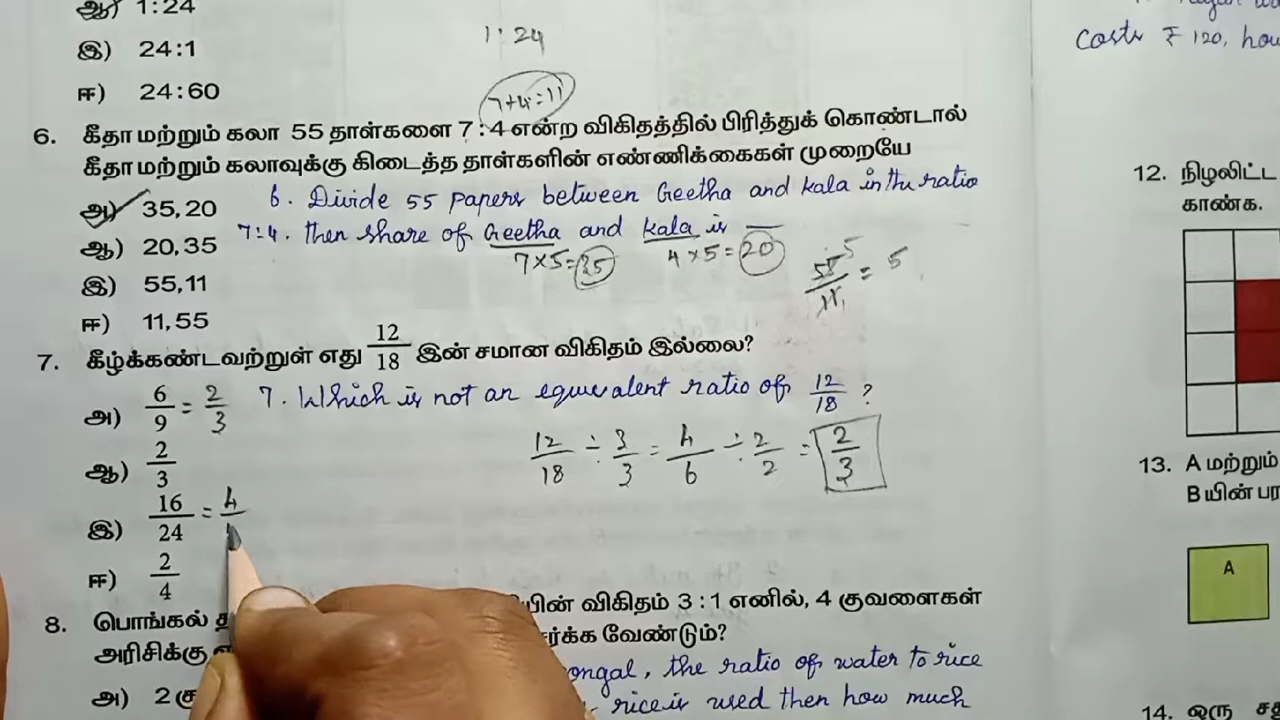 ஆ) 1:24
இ) 24:1
1:24
ஈ) 24:60
7+4=11
costs ₹ 120, how
6. கீதா மற்றும் கலா 55 தாள்களை 7:4 என்ற விகிதத்தில் பிரித்துக் கொண்டால்
கீதா மற்றும் கலாவுக்கு கிடைத்த தாள்களின் எண்ணிக்கைகள் முறையே
அ) 35,20
6. Divide 55 papers between Geetha and kala in the ratio
7:4. then share of Geetha and kala is __
ஆ) 20,35
7×5=35 4×5=20
55/11 = 5
5
இ) 55,11
ஈ) 11,55
7. கீழ்க்கண்டவற்றுள் எது 12/18 இன் சமான விகிதம் இல்லை?
அ) 6/9 = 2/3
7. Which is not an equivalent ratio of 12/18 ?
ஆ) 2/3
12/18 ÷ 3/3 = 4/6 ÷ 2/2 = 2/3
இ) 16/24 = 4
ஈ) 2/4
8. பொங்கல்
யின் விகிதம் 3:1 எனில், 4 குவளைகள்
அரிசிக்கு
ர்க்க வேண்டும்?
ongal, the ratio of water to rice
அ) 2
rice is used then how much
12. நிழலிட்ட
காண்க.
13. A மற்றும்
B யின் பர
A
14. ஒரு